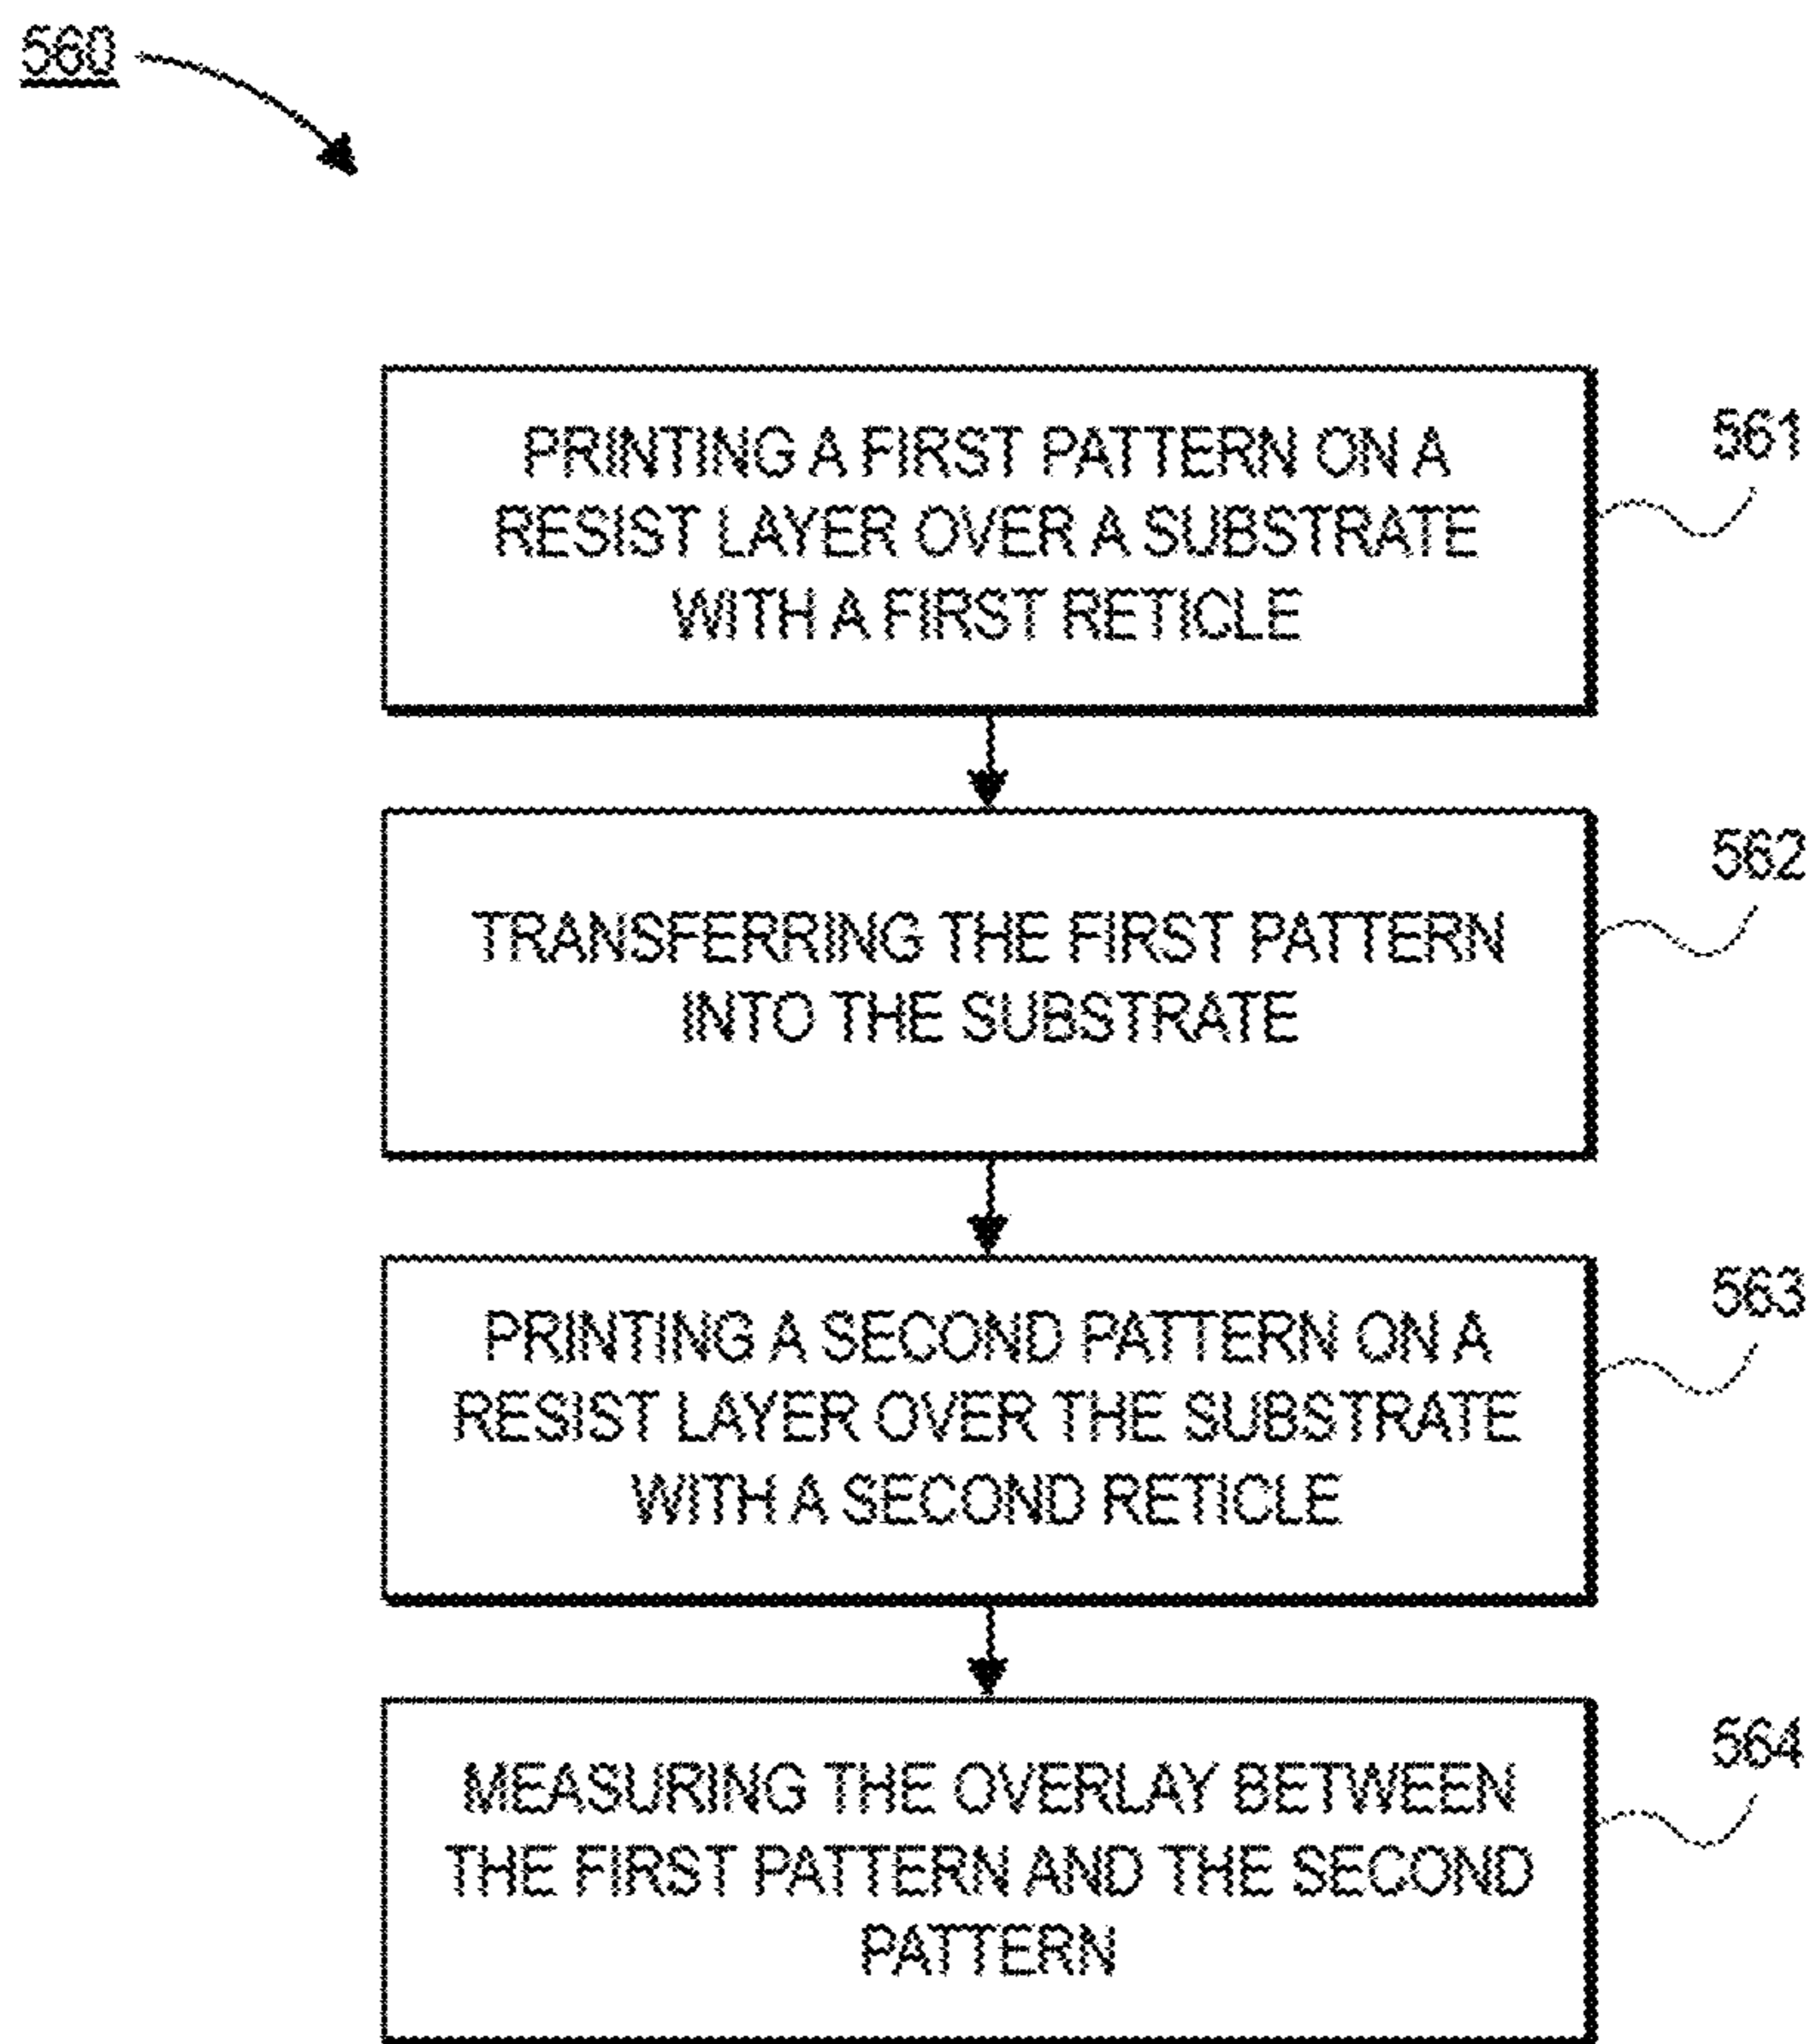 560
PRINTING A FIRST PATTERN ON A
RESIST LAYER OVER A SUBSTRATE
WITH A FIRST RETICLE
561
TRANSFERRING THE FIRST PATTERN
INTO THE SUBSTRATE
562
PRINTING A SECOND PATTERN ON A
RESIST LAYER OVER THE SUBSTRATE
WITH A SECOND RETICLE
563
MEASURING THE OVERLAY BETWEEN
THE FIRST PATTERN AND THE SECOND
PATTERN
564